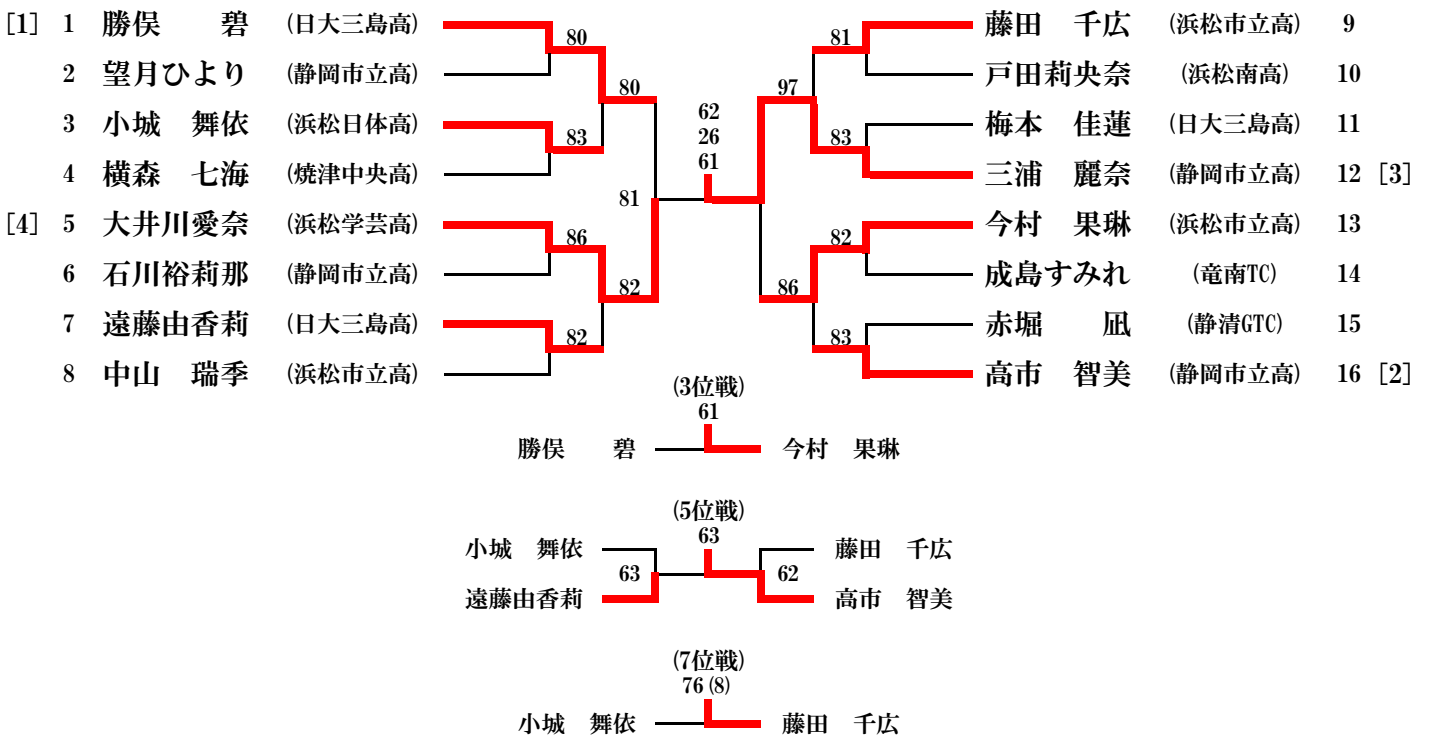 [1] 1 勝俣 碧 (日大三島高)
2 望月ひより (静岡市立高)
3 小城 舞依 (浜松日体高)
4 横森 七海 (焼津中央高)
[4] 5 大井川愛奈 (浜松学芸高)
6 石川裕莉那 (静岡市立高)
7 遠藤由香莉 (日大三島高)
8 中山 瑞季 (浜松市立高)
80
83
86
82
80
82
81
62
26
61
97
86
81
83
82
83
藤田 千広 (浜松市立高) 9
戸田莉央奈 (浜松南高) 10
梅本 佳蓮 (日大三島高) 11
三浦 麗奈 (静岡市立高) 12 [3]
今村 果琳 (浜松市立高) 13
成島すみれ (竜南TC) 14
赤堀 凪 (静清GTC) 15
高市 智美 (静岡市立高) 16 [2]
(3位戦)
61
勝俣 碧 今村 果琳
(5位戦)
63
小城 舞依 藤田 千広
63 62
遠藤由香莉 高市 智美
(7位戦)
76(8)
小城 舞依 藤田 千広